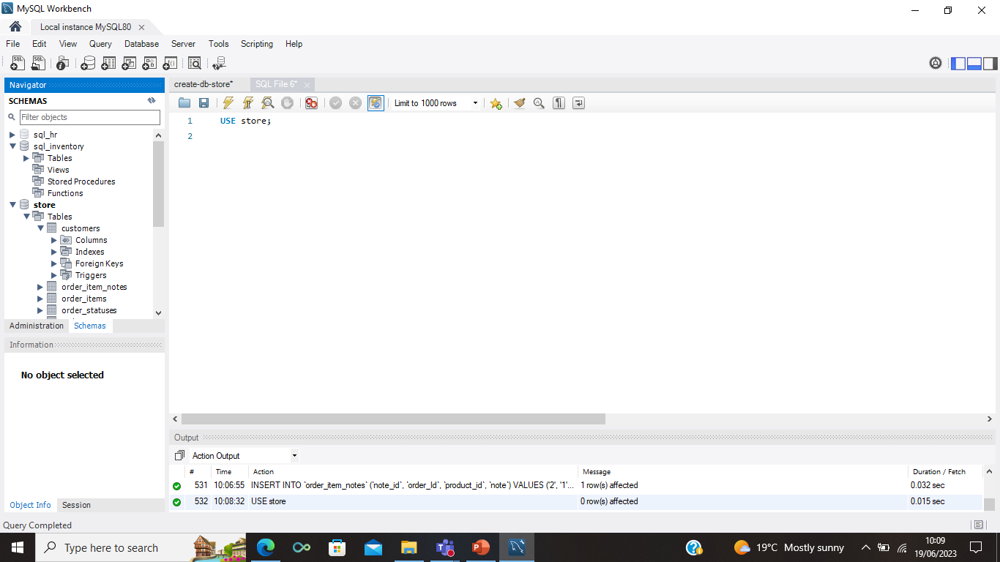 MySQL Workbench
Local instance MySQL80
File Edit View Query Database Server Tools Scripting Help
Navigator
SCHEMAS
Filter objects
sql_hr
sql_inventory
Tables
Views
Stored Procedures
Functions
store
Tables
customers
Columns
Indexes
Foreign Keys
Triggers
order_item_notes
order_items
order_statuses
Administration Schemas
Information
No object selected
Object Info Session
create-db-store* SQL File 6*
Limit to 1000 rows
1 USE store;
2
Output
Action Output
# Time Action Message Duration / Fetch
531 10:06:55 INSERT INTO `order_item_notes` (`note_id`, `order_Id`, `product_id`, `note`) VALUES ('2', '1'... 1 row(s) affected 0.032 sec
532 10:08:32 USE store 0 row(s) affected 0.015 sec
Query Completed
Type here to search
19°C Mostly sunny
10:09
19/06/2023